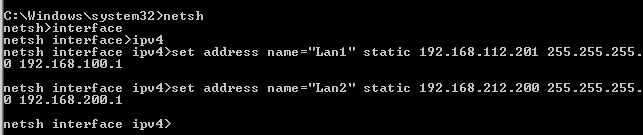 C:\Windows\system32>netsh
netsh>interface
netsh interface>ipv4
netsh interface ipv4>set address name="Lan1" static 192.168.112.201 255.255.255.
0 192.168.100.1
netsh interface ipv4>set address name="Lan2" static 192.168.212.200 255.255.255.
0 192.168.200.1
netsh interface ipv4>